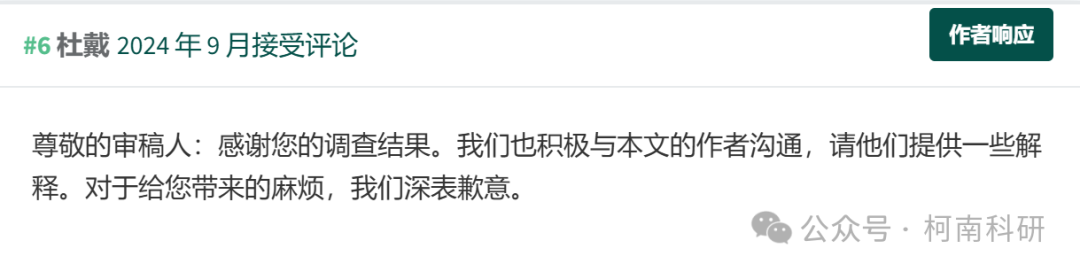 #6 杜戴 2024 年 9 月接受评论
作者响应
尊敬的审稿人：感谢您的调查结果。我们也积极与本文的作者沟通，请他们提供一些解
释。对于给您带来的麻烦，我们深表歉意。
公众号 · 柯南科研